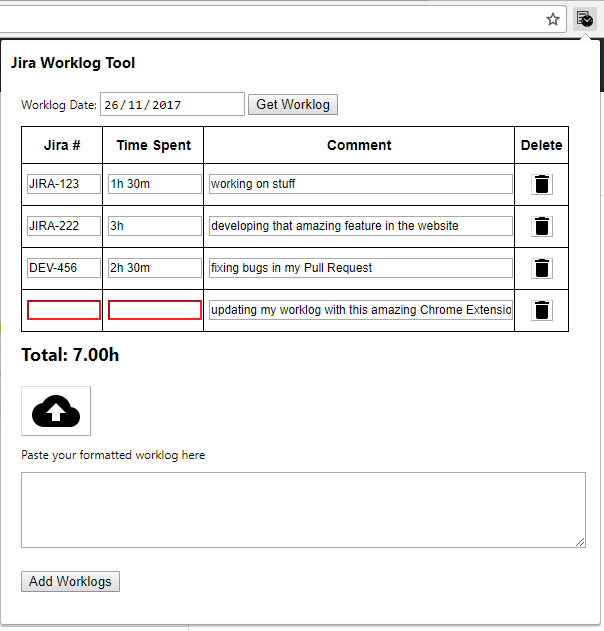 Jira Worklog Tool
Worklog Date: 26/11/2017 Get Worklog
Jira # Time Spent Comment Delete
JIRA-123 1h 30m working on stuff
JIRA-222 3h developing that amazing feature in the website
DEV-456 2h 30m fixing bugs in my Pull Request
updating my worklog with this amazing Chrome Extensio
Total: 7.00h
Paste your formatted worklog here
Add Worklogs